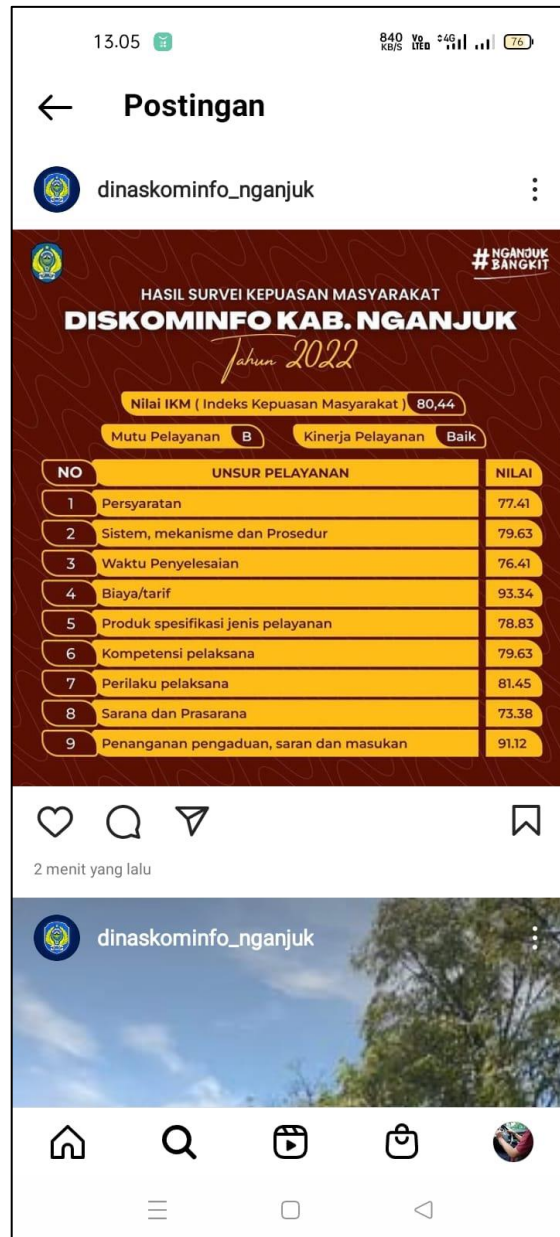 13.05
840 KB/S Vo LTED 4G 76
Postingan
dinaskominfo_nganjuk
#NGANJUK BANGKIT
HASIL SURVEI KEPUASAN MASYARAKAT
DISKOMINFO KAB. NGANJUK
Tahun 2022
Nilai IKM ( Indeks Kepuasan Masyarakat ) 80,44
Mutu Pelayanan B Kinerja Pelayanan Baik
NO UNSUR PELAYANAN NILAI
1 Persyaratan 77.41
2 Sistem, mekanisme dan Prosedur 79.63
3 Waktu Penyelesaian 76.41
4 Biaya/tarif 93.34
5 Produk spesifikasi jenis pelayanan 78.83
6 Kompetensi pelaksana 79.63
7 Perilaku pelaksana 81.45
8 Sarana dan Prasarana 73.38
9 Penanganan pengaduan, saran dan masukan 91.12
2 menit yang lalu
dinaskominfo_nganjuk